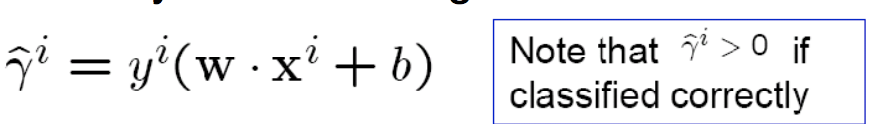 γ̂ⁱ = yⁱ(w · xⁱ + b)
Note that γ̂ⁱ > 0 if
classified correctly